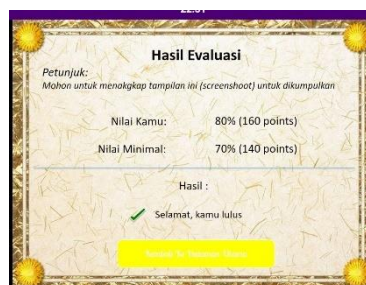 Hasil Evaluasi
Petunjuk:
Mohon untuk menakgkap tampilan ini (screenshoot) untuk dikumpulkan
Nilai Kamu: 80% (160 points)
Nilai Minimal: 70% (140 points)
Hasil :
Selamat, kamu lulus